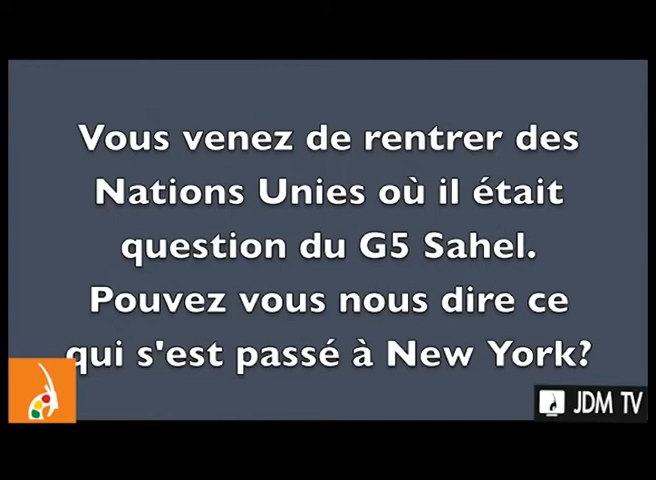 Vous venez de rentrer des
Nations Unies où il était
question du G5 Sahel.
Pouvez vous nous dire ce
qui s'est passé à New York?
JDM TV